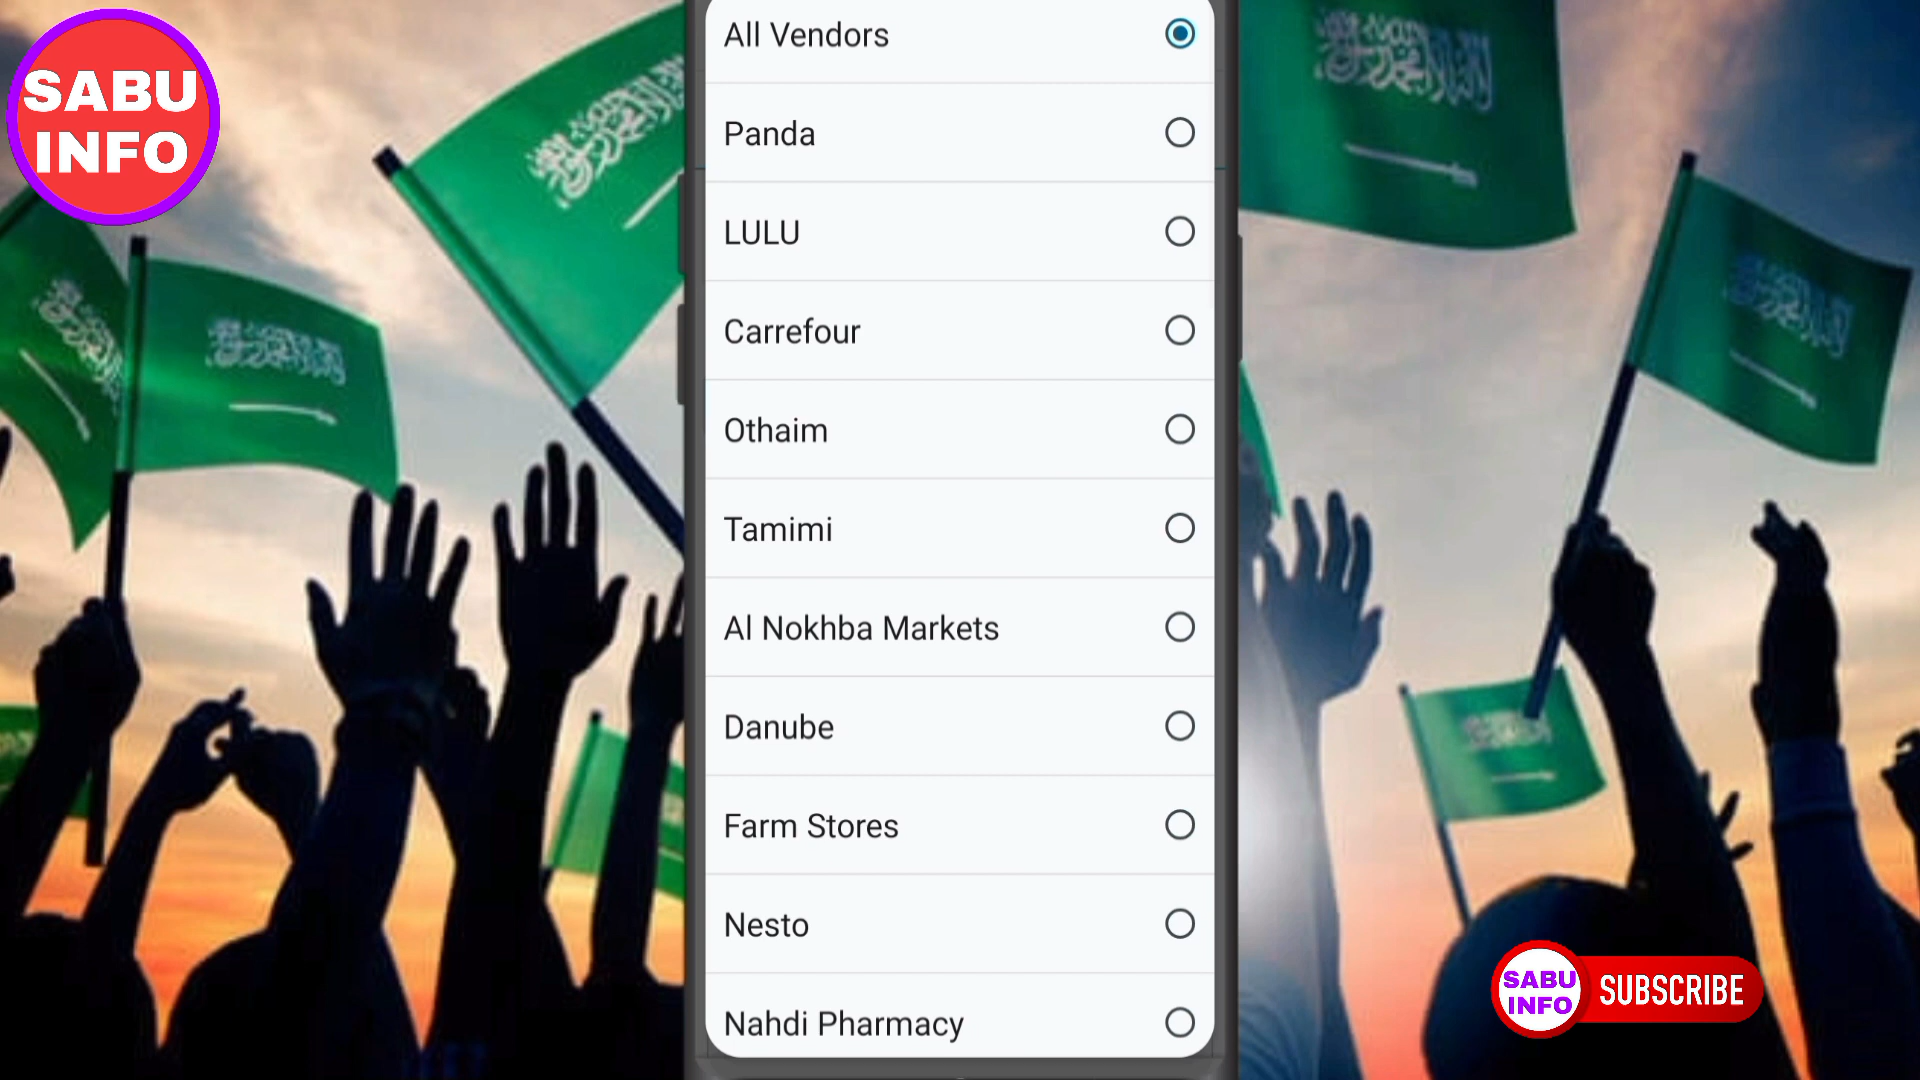 SABU
INFO
All Vendors
Panda
LULU
Carrefour
Othaim
Tamimi
Al Nokhba Markets
Danube
Farm Stores
Nesto
Nahdi Pharmacy
SABU
INFO
SUBSCRIBE